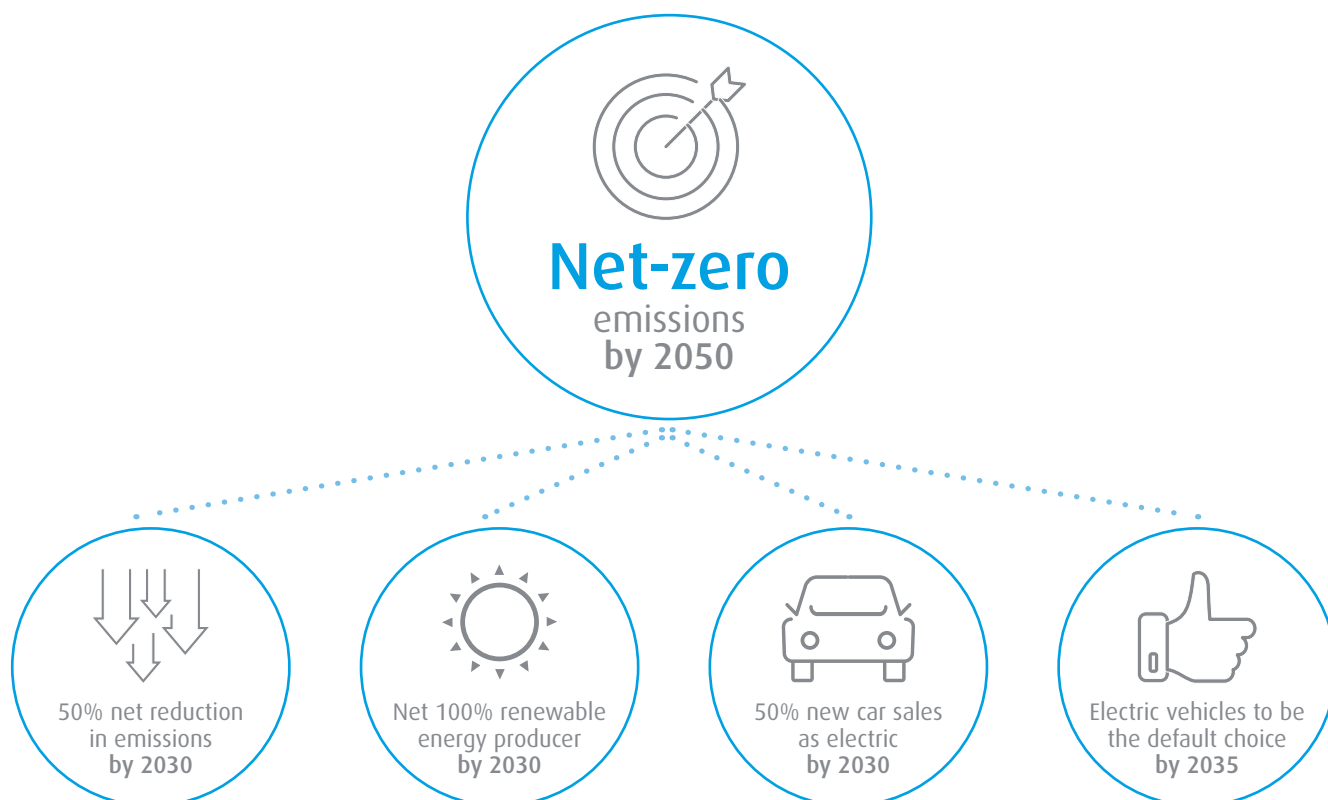 Net-zero
emissions
by 2050
50% net reduction
in emissions
by 2030
Net 100% renewable
energy producer
by 2030
50% new car sales
as electric
by 2030
Electric vehicles to be
the default choice
by 2035